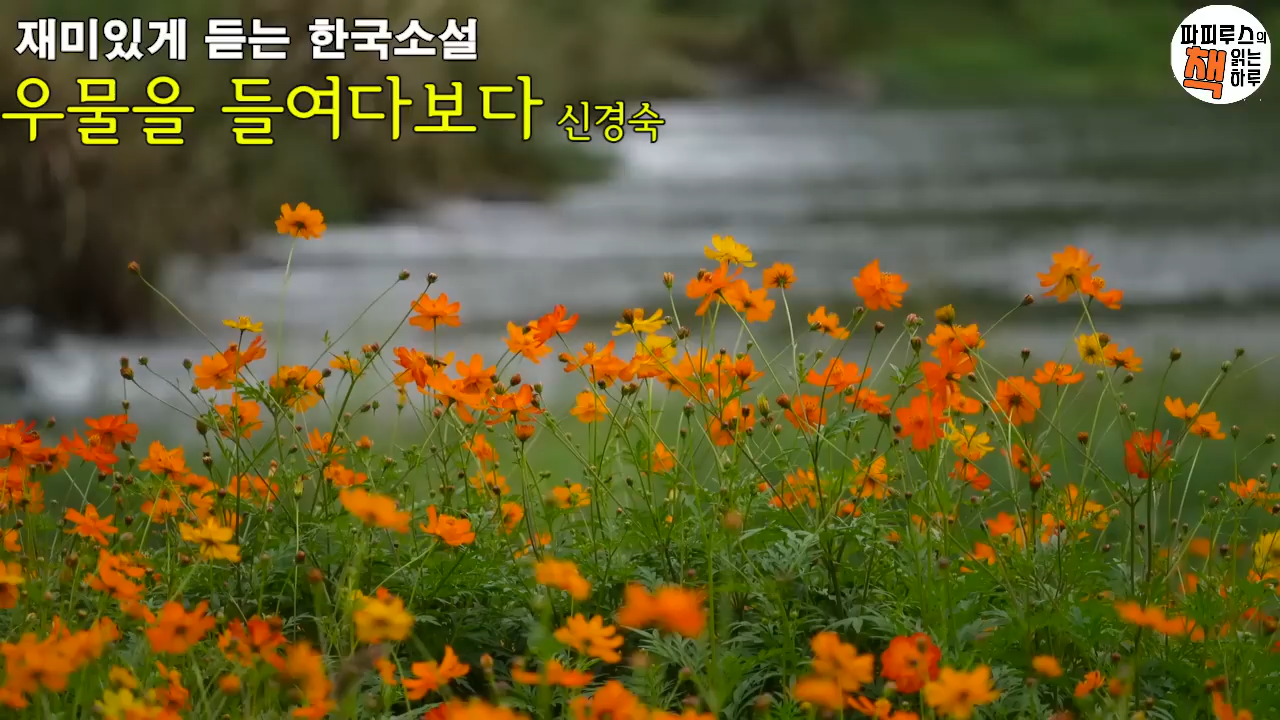 재미있게 듣는 한국소설
우물을 들여다보다 신경숙
파피루스의
책 읽는
하루